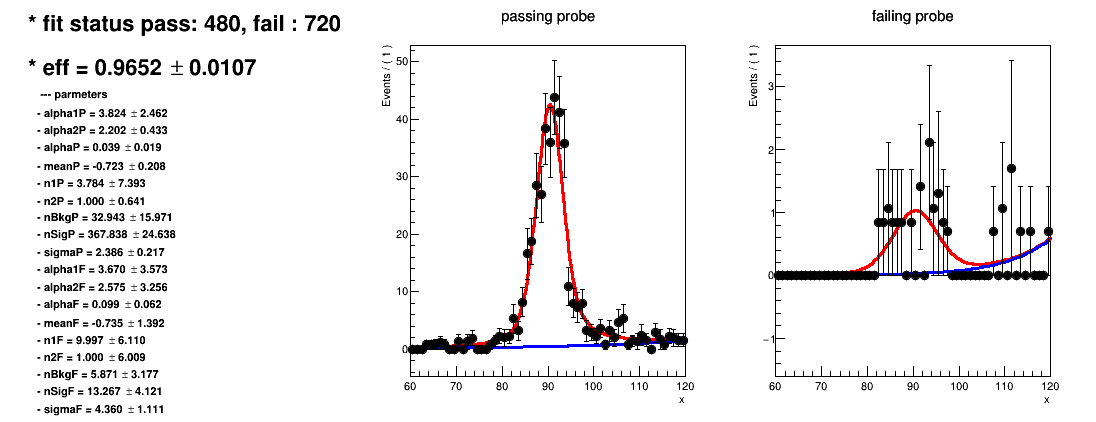 * fit status pass: 480, fail : 720
* eff = 0.9652 ± 0.0107
--- parmeters
- alpha1P = 3.824 ± 2.462
- alpha2P = 2.202 ± 0.433
- alphaP = 0.039 ± 0.019
- meanP = -0.723 ± 0.208
- n1P = 3.784 ± 7.393
- n2P = 1.000 ± 0.641
- nBkgP = 32.943 ± 15.971
- nSigP = 367.838 ± 24.638
- sigmaP = 2.386 ± 0.217
- alpha1F = 3.670 ± 3.573
- alpha2F = 2.575 ± 3.256
- alphaF = 0.099 ± 0.062
- meanF = -0.735 ± 1.392
- n1F = 9.997 ± 6.110
- n2F = 1.000 ± 6.009
- nBkgF = 5.871 ± 3.177
- nSigF = 13.267 ± 4.121
- sigmaF = 4.360 ± 1.111
passing probe
Events / ( 1 )
50
40
30
20
10
0
60 70 80 90 100 110 120
x
failing probe
Events / ( 1 )
3
2
1
0
−1
60 70 80 90 100 110 120
x